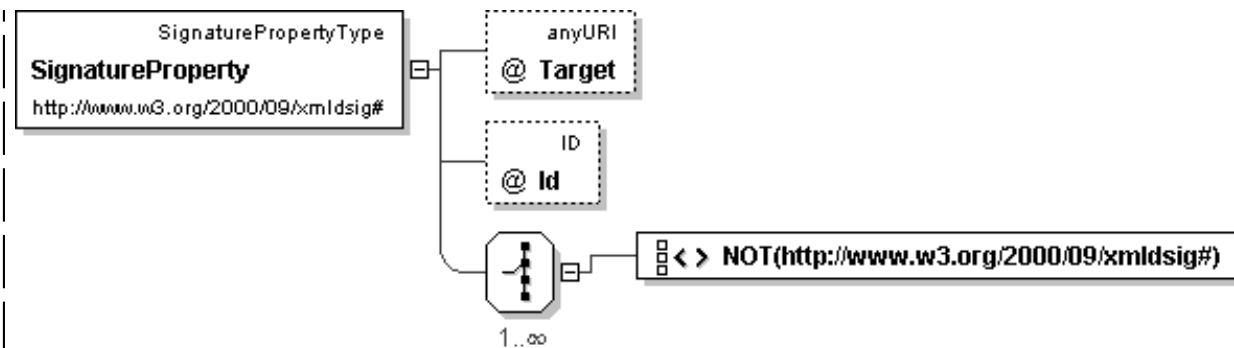 SignaturePropertyType
SignatureProperty
http://www.w3.org/2000/09/xmldsig#
anyURI
@ Target
ID
@ Id
NOT(http://www.w3.org/2000/09/xmldsig#)
1..∞